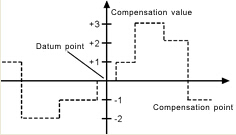 Compensation value
+3
Datum point
+2
+1
-1
Compensation point
-2